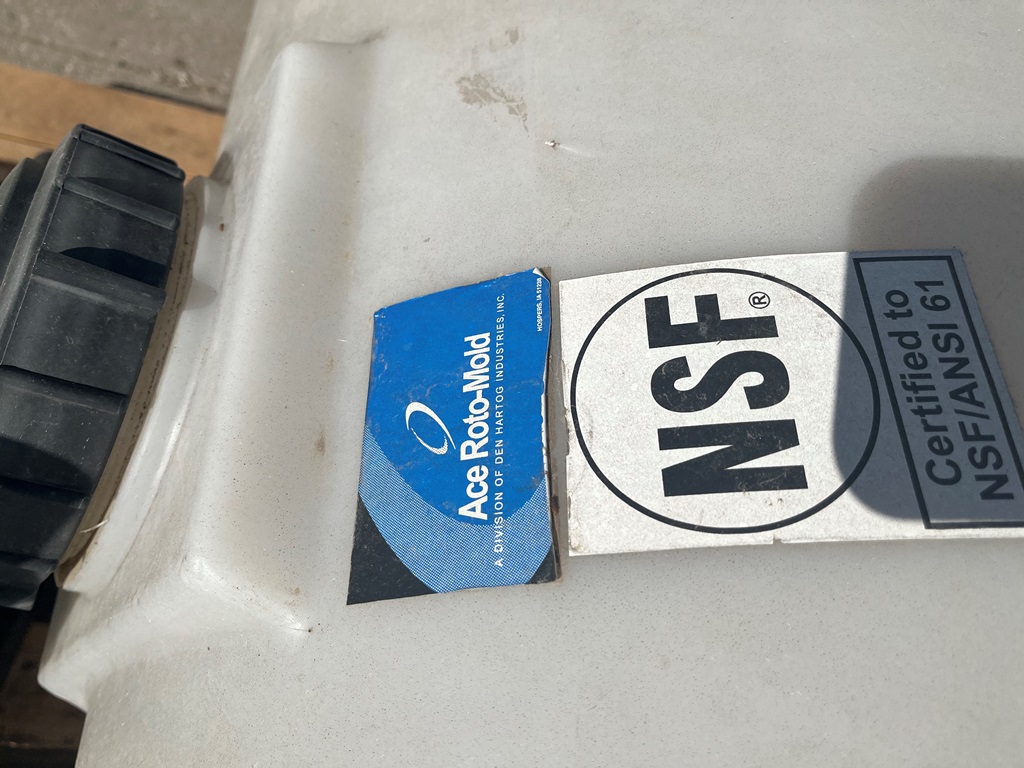 Ace Roto-Mold
A DIVISION OF DEN HARTOG INDUSTRIES, INC.
HOSPERS, IA 51238
NSF®
Certified to
NSF/ANSI 61